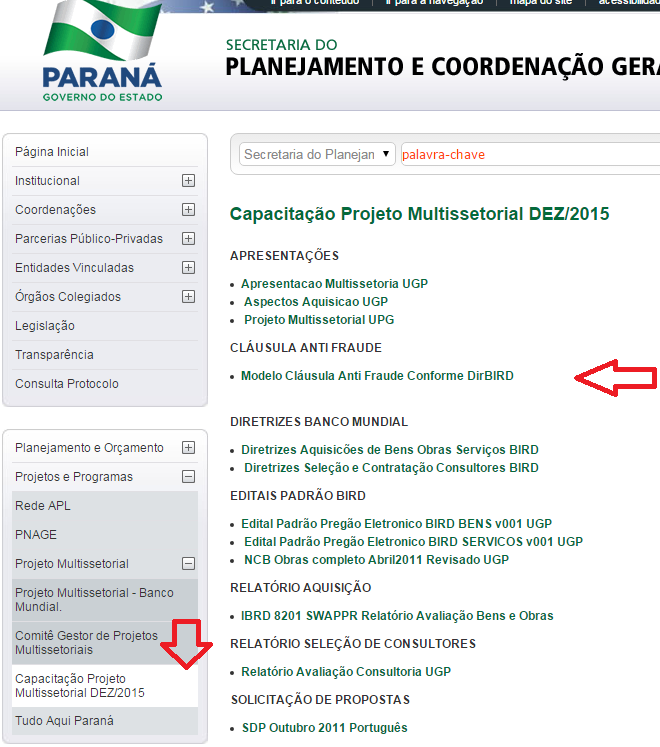 ir para o conteúdo
ir para a navegação
mapa do site
acessibilidad
PARANÁ
GOVERNO DO ESTADO
SECRETARIA DO
PLANEJAMENTO E COORDENAÇÃO GERA
Página Inicial
Institucional
Coordenações
Parcerias Público-Privadas
Entidades Vinculadas
Órgãos Colegiados
Legislação
Transparência
Consulta Protocolo
Planejamento e Orçamento
Projetos e Programas
Rede APL
PNAGE
Projeto Multissetorial
Projeto Multissetorial - Banco
Mundial.
Comitê Gestor de Projetos
Multissetoriais
Capacitação Projeto
Multissetorial DEZ/2015
Tudo Aqui Paraná
Secretaria do Planejan
palavra-chave
Capacitação Projeto Multissetorial DEZ/2015
APRESENTAÇÕES
• Apresentacao Multissetoria UGP
• Aspectos Aquisicao UGP
• Projeto Multissetorial UPG
CLÁUSULA ANTI FRAUDE
• Modelo Cláusula Anti Fraude Conforme DirBIRD
DIRETRIZES BANCO MUNDIAL
• Diretrizes Aquisicões de Bens Obras Serviços BIRD
• Diretrizes Seleção e Contratação Consultores BIRD
EDITAIS PADRÃO BIRD
• Edital Padrão Pregão Eletronico BIRD BENS v001 UGP
• Edital Padrão Pregão Eletronico BIRD SERVICOS v001 UGP
• NCB Obras completo Abril2011 Revisado UGP
RELATÓRIO AQUISIÇÃO
• IBRD 8201 SWAPPR Relatório Avaliação Bens e Obras
RELATÓRIO SELEÇÃO DE CONSULTORES
• Relatório Avaliação Consultoria UGP
SOLICITAÇÃO DE PROPOSTAS
• SDP Outubro 2011 Português